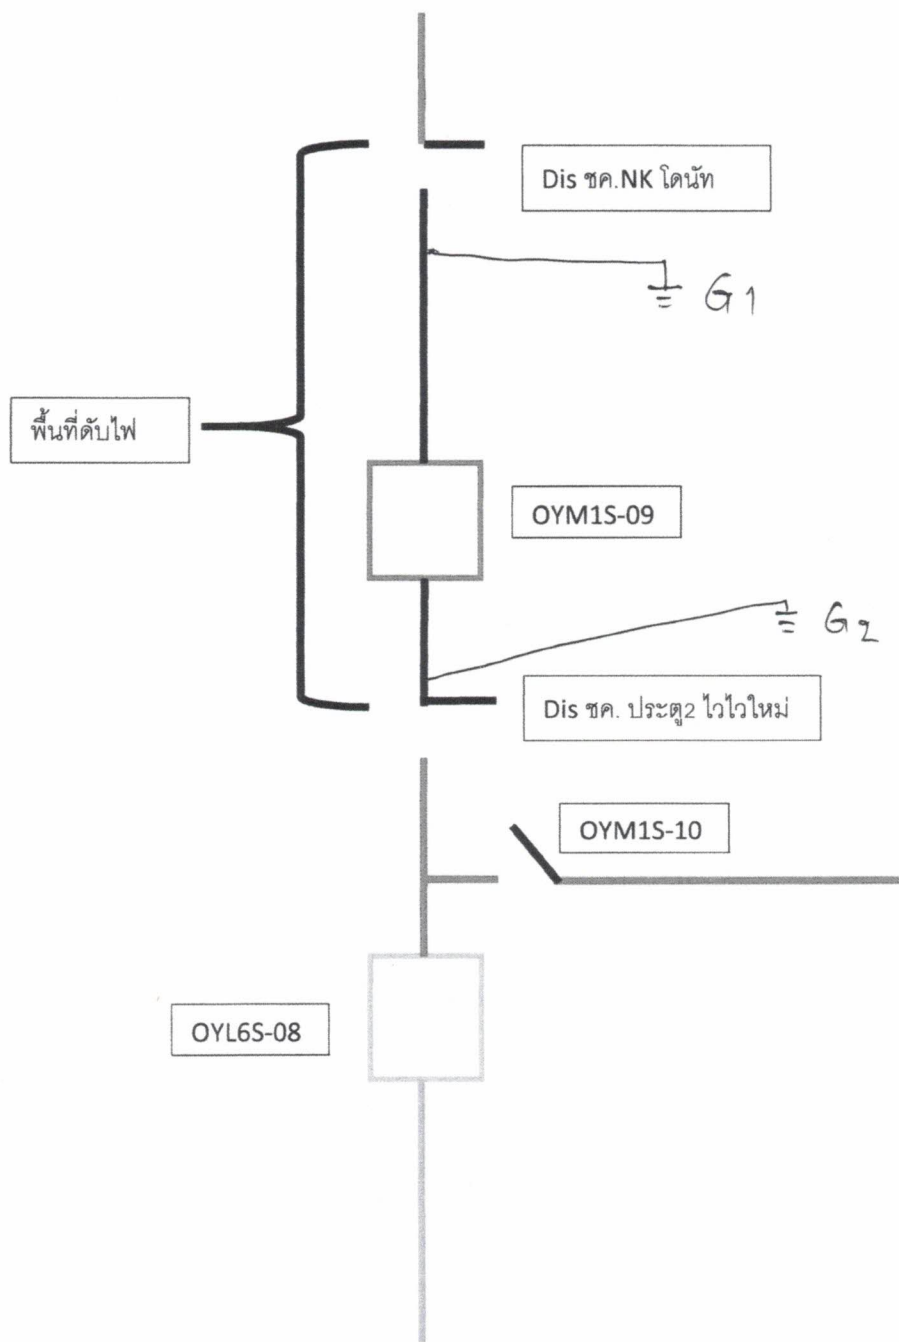 Dis ชค.NK โดนัท
G1
พื้นที่ดับไฟ
OYM1S-09
G2
Dis ชค. ประตู2 ไวไวใหม่
OYM1S-10
OYL6S-08